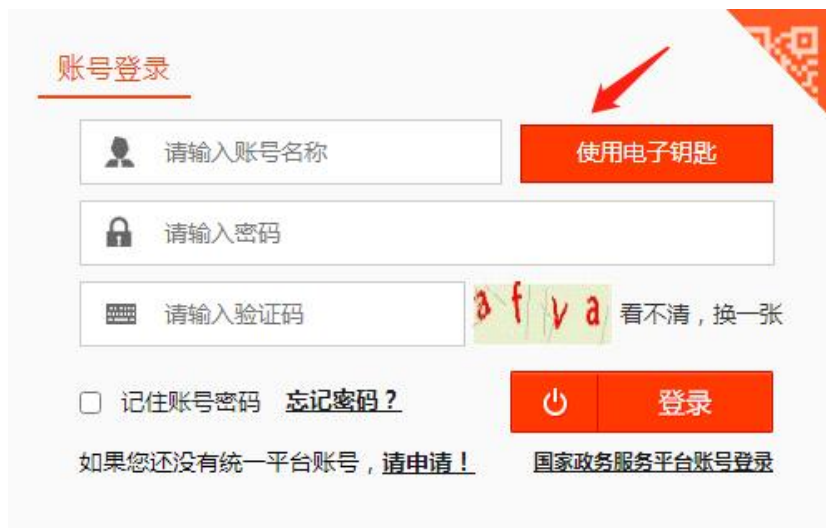 账号登录
请输入账号名称 使用电子钥匙
请输入密码
请输入验证码 afva 看不清，换一张
记住账号密码 忘记密码？ 登录
如果您还没有统一平台账号，请申请！ 国家政务服务平台账号登录